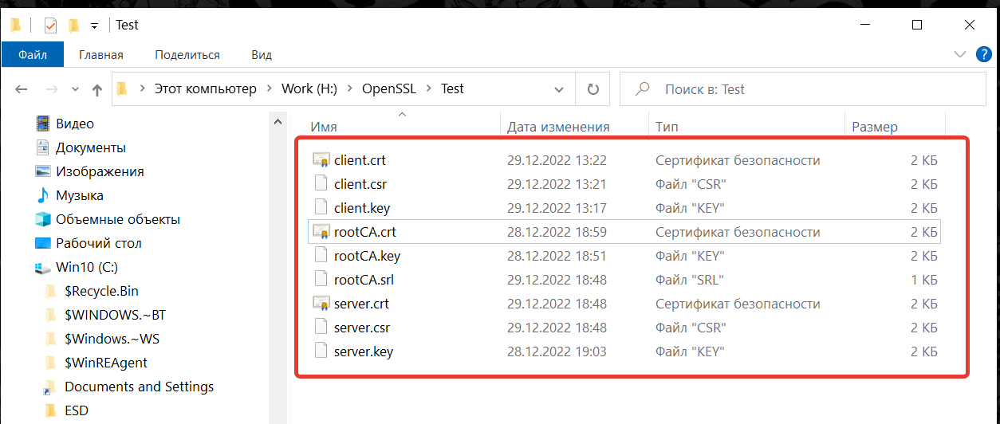 Test
Файл Главная Поделиться Вид
?
Этот компьютер Work (H:) OpenSSL Test Поиск в: Test
Видео
Документы
Изображения
Музыка
Объемные объекты
Рабочий стол
Win10 (C:)
$Recycle.Bin
$WINDOWS.~BT
$Windows.~WS
$WinREAgent
Documents and Settings
ESD
Имя Дата изменения Тип Размер
client.crt 29.12.2022 13:22 Сертификат безопасности 2 КБ
client.csr 29.12.2022 13:21 Файл "CSR" 2 КБ
client.key 29.12.2022 13:17 Файл "KEY" 2 КБ
rootCA.crt 28.12.2022 18:59 Сертификат безопасности 2 КБ
rootCA.key 28.12.2022 18:51 Файл "KEY" 2 КБ
rootCA.srl 29.12.2022 18:48 Файл "SRL" 1 КБ
server.crt 29.12.2022 18:48 Сертификат безопасности 2 КБ
server.csr 29.12.2022 18:48 Файл "CSR" 2 КБ
server.key 28.12.2022 19:03 Файл "KEY" 2 КБ